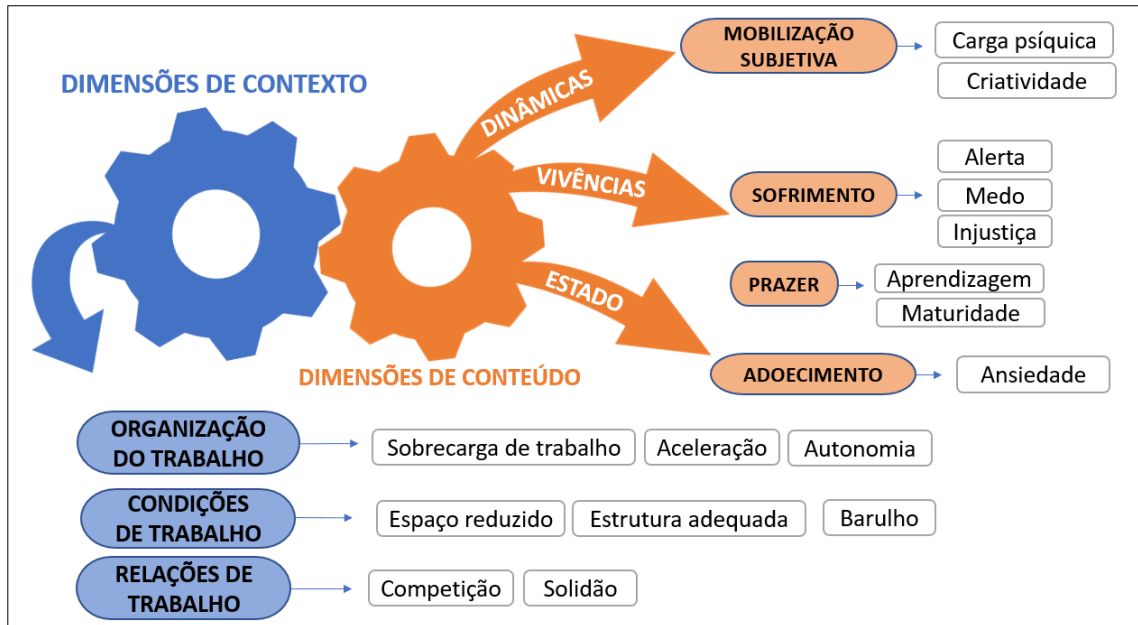 DIMENSÕES DE CONTEXTO
DINÂMICAS
MOBILIZAÇÃO
SUBJETIVA
Carga psíquica
Criatividade
VIVÊNCIAS
SOFRIMENTO
Alerta
Medo
Injustiça
PRAZER
Aprendizagem
Maturidade
ESTADO
ADOECIMENTO
Ansiedade
DIMENSÕES DE CONTEÚDO
ORGANIZAÇÃO
DO TRABALHO
Sobrecarga de trabalho
Aceleração
Autonomia
CONDIÇÕES
DE TRABALHO
Espaço reduzido
Estrutura adequada
Barulho
RELAÇÕES DE
TRABALHO
Competição
Solidão